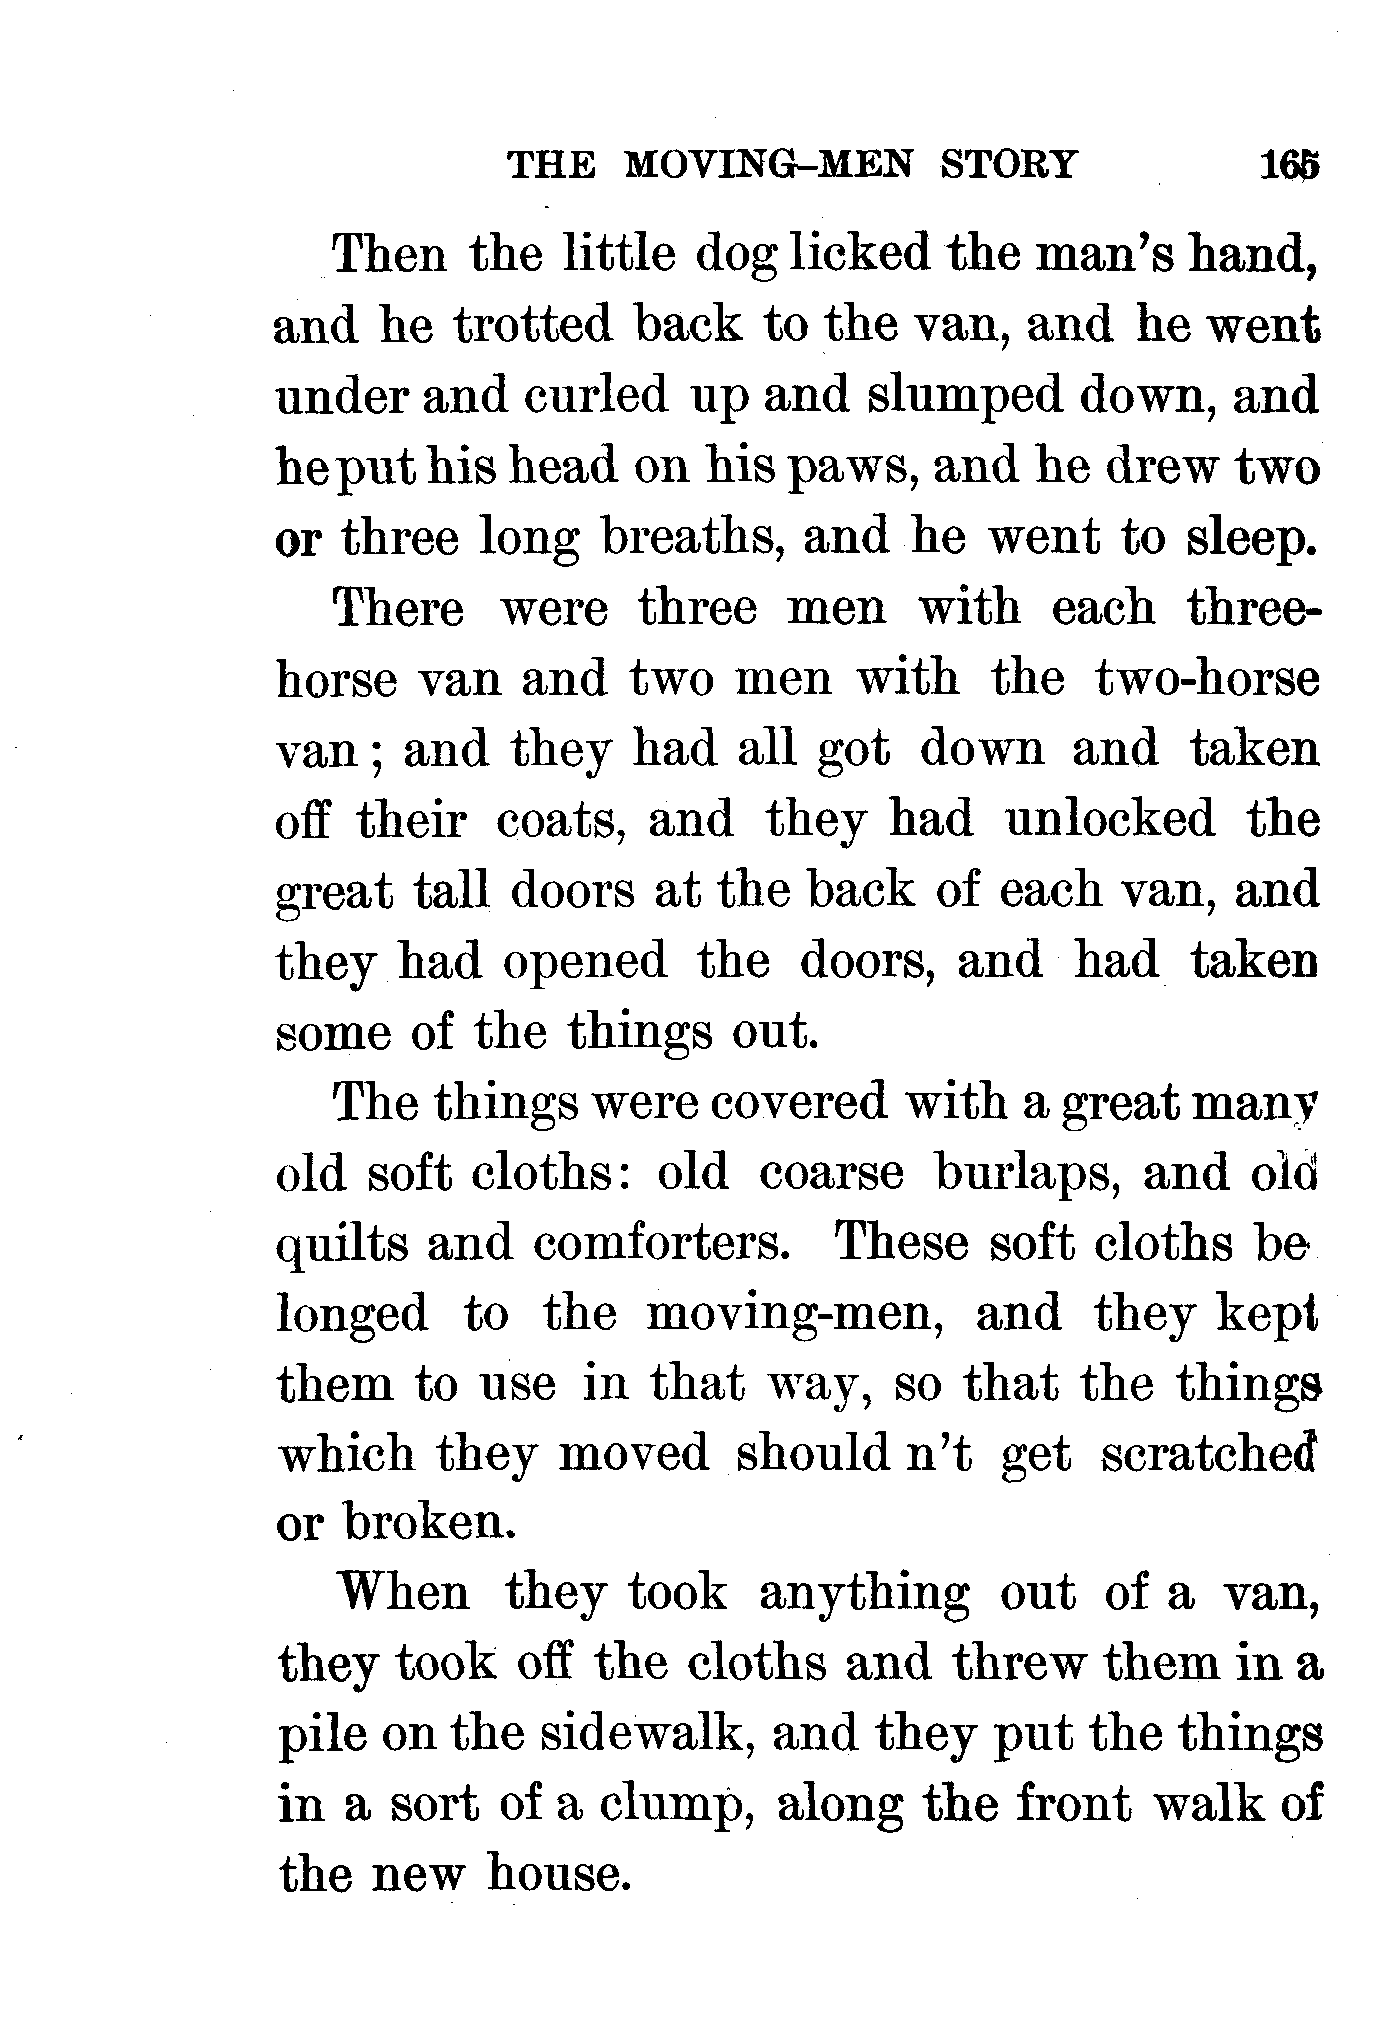 THE MOVING-MEN STORY 165
Then the little dog licked the man's hand,
and he trotted back to the van, and he went
under and curled up and slumped down, and
he put his head on his paws, and he drew two
or three long breaths, and he went to sleep.
There were three men with each three-
horse van and two men with the two-horse
van; and they had all got down and taken
off their coats, and they had unlocked the
great tall doors at the back of each van, and
they had opened the doors, and had taken
some of the things out.
The things were covered with a great many
old soft cloths: old coarse burlaps, and old
quilts and comforters. These soft cloths be
longed to the moving-men, and they kept
them to use in that way, so that the things
which they moved should n't get scratched
or broken.
When they took anything out of a van,
they took off the cloths and threw them in a
pile on the sidewalk, and they put the things
in a sort of a clump, along the front walk of
the new house.